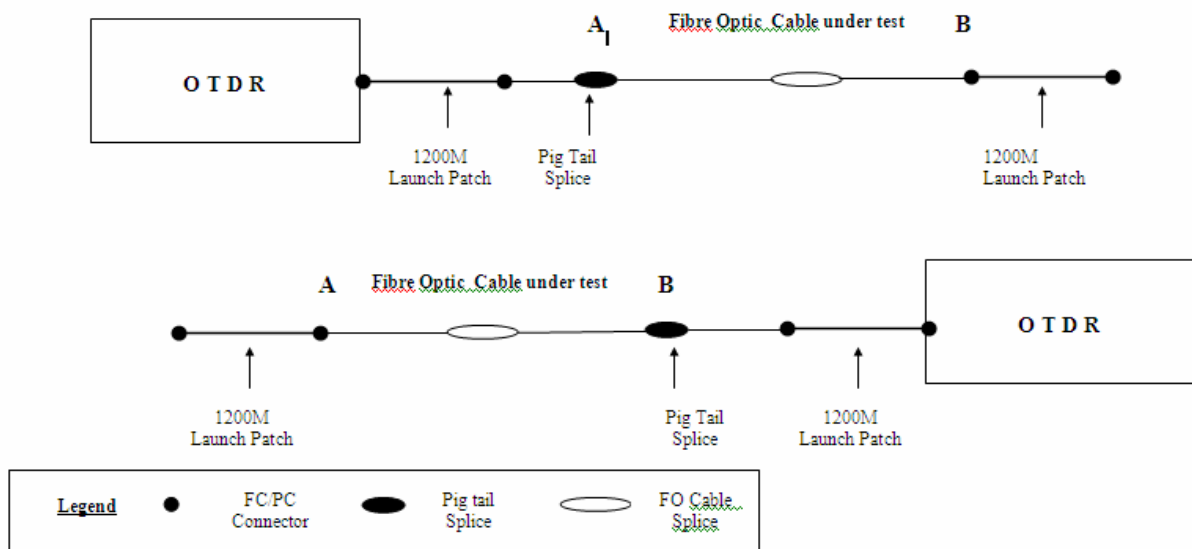 A Fibre Optic Cable under test B
O T D R
1200M
Launch Patch
Pig Tail
Splice
1200M
Launch Patch
A Fibre Optic Cable under test B
O T D R
1200M
Launch Patch
Pig Tail
Splice
1200M
Launch Patch
Legend
FC/PC
Connector
Pig tail
Splice
FO Cable
Splice